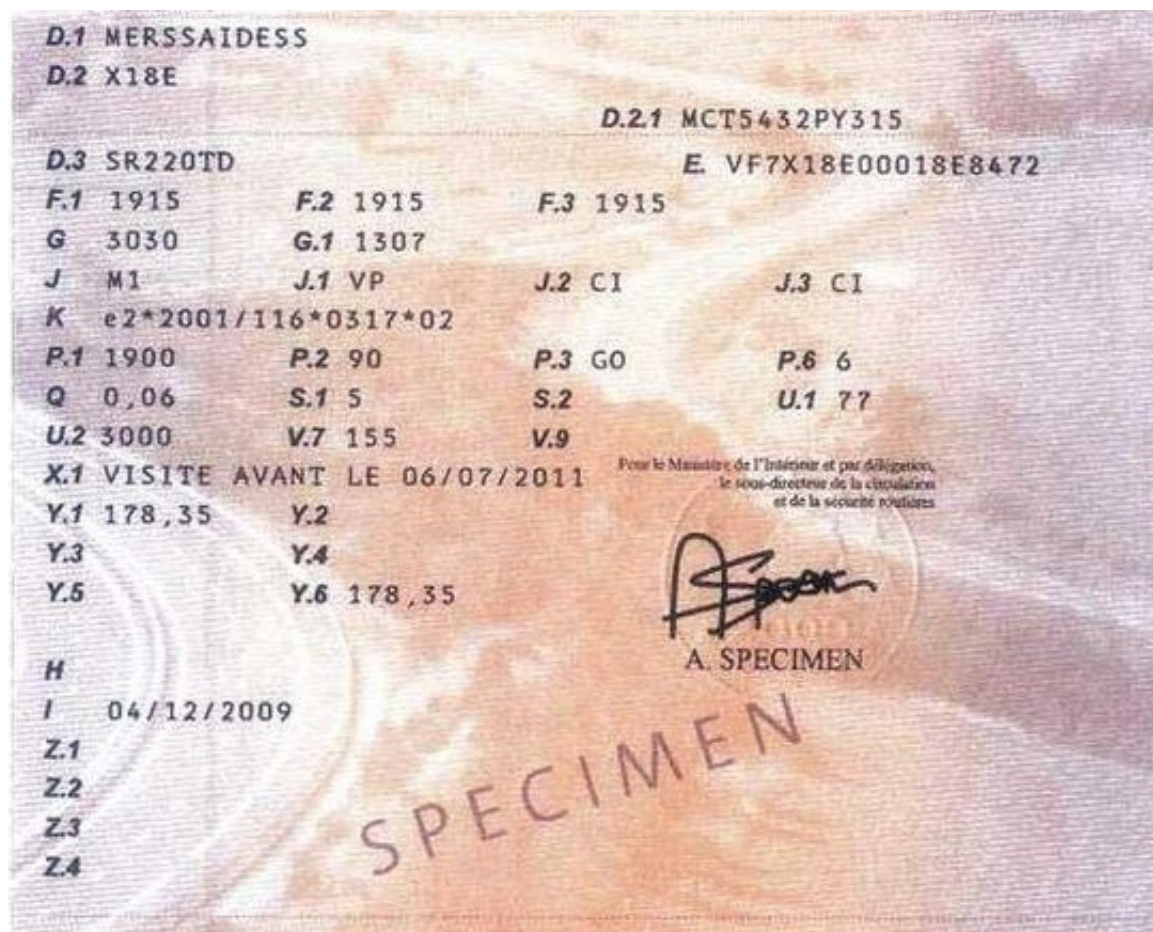 D.1 MERSSAIDESS
D.2 X18E
D.2.1 MCT5432PY315
D.3 SR220TD E. VF7X18E00018E8472
F.1 1915 F.2 1915 F.3 1915
G 3030 G.1 1307
J M1 J.1 VP J.2 CI J.3 CI
K e2*2001/116*0317*02
P.1 1900 P.2 90 P.3 GO P.6 6
Q 0,06 S.1 5 S.2 U.1 77
U.2 3000 V.7 155 V.9
X.1 VISITE AVANT LE 06/07/2011
Pour le Ministère de l'Intérieur et par délégation,
le sous-directeur de la circulation
et de la sécurité routières
Y.1 178,35 Y.2
Y.3 Y.4
Y.5 Y.6 178,35
A. SPECIMEN
H
I 04/12/2009
Z.1
Z.2
Z.3
Z.4
SPECIMEN